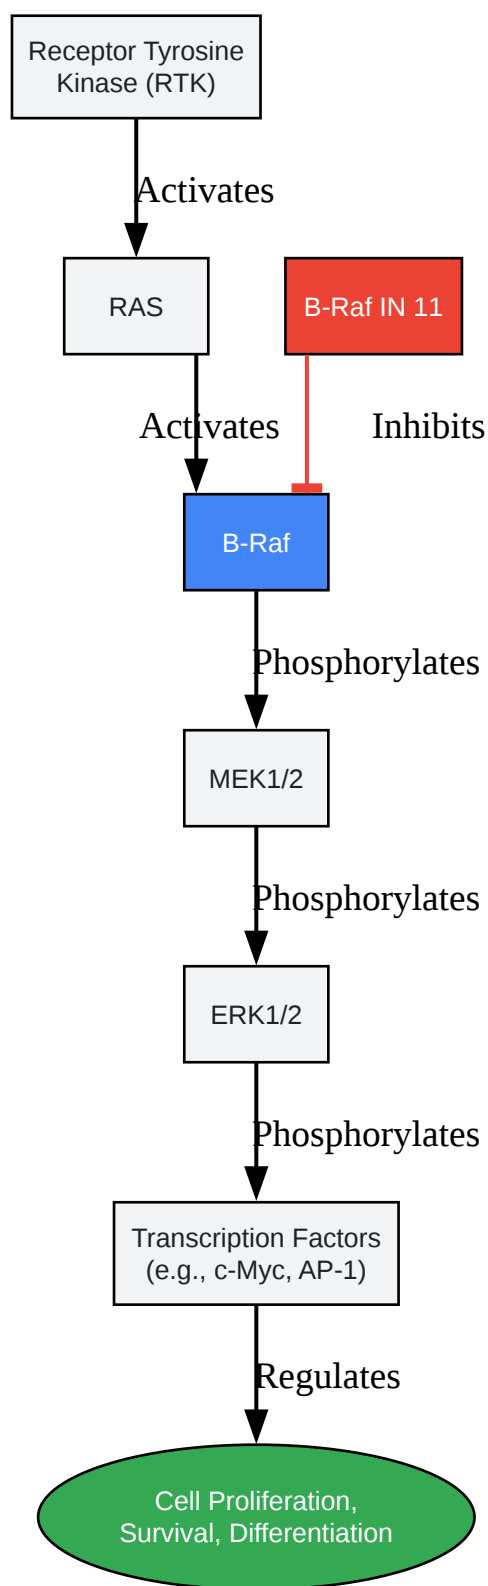 Receptor Tyrosine
Kinase (RTK)
Activates
RAS
B-Raf IN 11
Activates
Inhibits
B-Raf
Phosphorylates
MEK1/2
Phosphorylates
ERK1/2
Phosphorylates
Transcription Factors
(e.g., c-Myc, AP-1)
Regulates
Cell Proliferation,
Survival, Differentiation